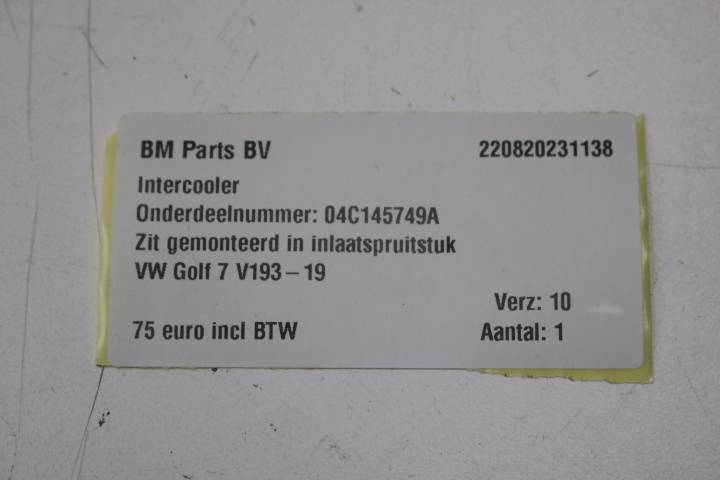 BM Parts BV 220820231138
Intercooler
Onderdeelnummer: 04C145749A
Zit gemonteerd in inlaatspruitstuk
VW Golf 7 V193-19
Verz: 10
75 euro incl BTW Aantal: 1